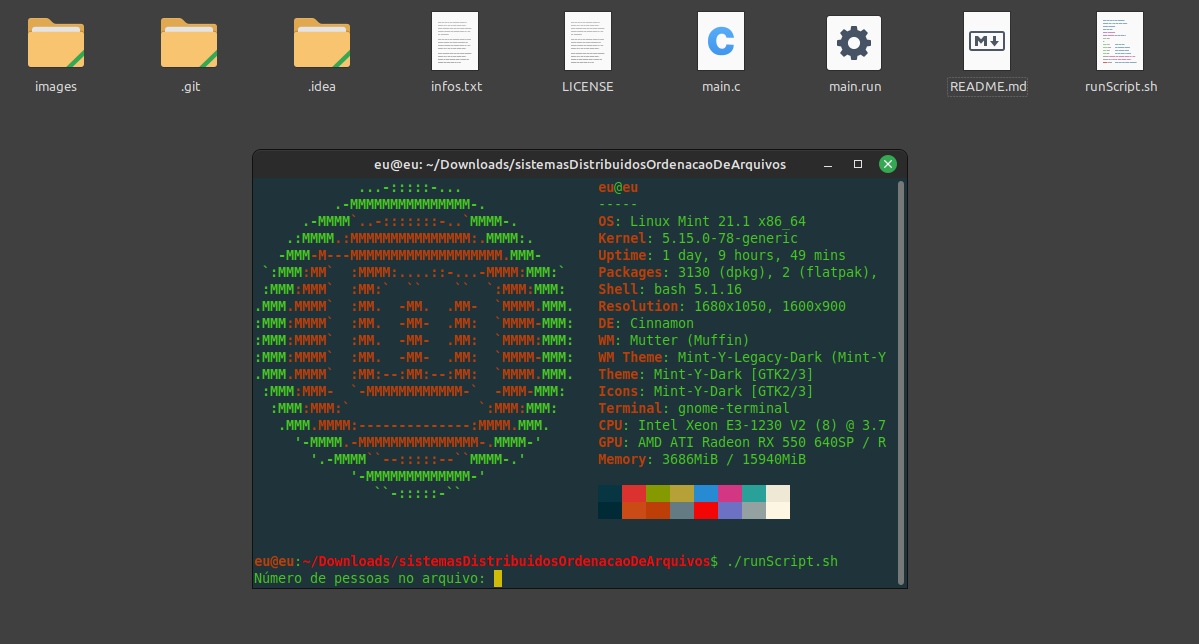 images
.git
.idea
infos.txt
LICENSE
main.c
main.run
README.md
runScript.sh
eu@eu: ~/Downloads/sistemasDistribuidosOrdenacaoDeArquivos
...-:::::-...
.-MMMMMMMMMMMMMMM-.
.-MMMM`..-:::::::-..`MMMM-.
.:MMMM.:MMMMMMMMMMMMMMM:.MMMM:.
-MMM-M---MMMMMMMMMMMMMMMMMMM.MMM-
`:MMM:MM`  :MMMM:....::-...-MMMM:MMM:`
:MMM:MMM`  :MM:`  ``    ``  `:MMM:MMM:
.MMM.MMMM`  :MM.  -MM.  .MM-  `MMMM.MMM.
:MMM:MMMM`  :MM.  -MM-  .MM:  `MMMM-MMM:
:MMM:MMMM`  :MM.  -MM-  .MM:  `MMMM:MMM:
:MMM:MMMM`  :MM.  -MM-  .MM:  `MMMM-MMM:
.MMM.MMMM`  :MM:--:MM:--:MM:  `MMMM.MMM.
:MMM:MMM-  `-MMMMMMMMMMMM-`  -MMM-MMM:
:MMM:MMM:`                `:MMM:MMM:
.MMM.MMMM:--------------:MMMM.MMM.
'-MMMM.-MMMMMMMMMMMMMMM-.MMMM-'
'.-MMMM``--:::::--``MMMM-.'
'-MMMMMMMMMMMMM-'
``-:::::-``
eu@eu
-----
OS: Linux Mint 21.1 x86_64
Kernel: 5.15.0-78-generic
Uptime: 1 day, 9 hours, 49 mins
Packages: 3130 (dpkg), 2 (flatpak),
Shell: bash 5.1.16
Resolution: 1680x1050, 1600x900
DE: Cinnamon
WM: Mutter (Muffin)
WM Theme: Mint-Y-Legacy-Dark (Mint-Y
Theme: Mint-Y-Dark [GTK2/3]
Icons: Mint-Y-Dark [GTK2/3]
Terminal: gnome-terminal
CPU: Intel Xeon E3-1230 V2 (8) @ 3.7
GPU: AMD ATI Radeon RX 550 640SP / R
Memory: 3686MiB / 15940MiB
eu@eu:~/Downloads/sistemasDistribuidosOrdenacaoDeArquivos$ ./runScript.sh
Número de pessoas no arquivo: